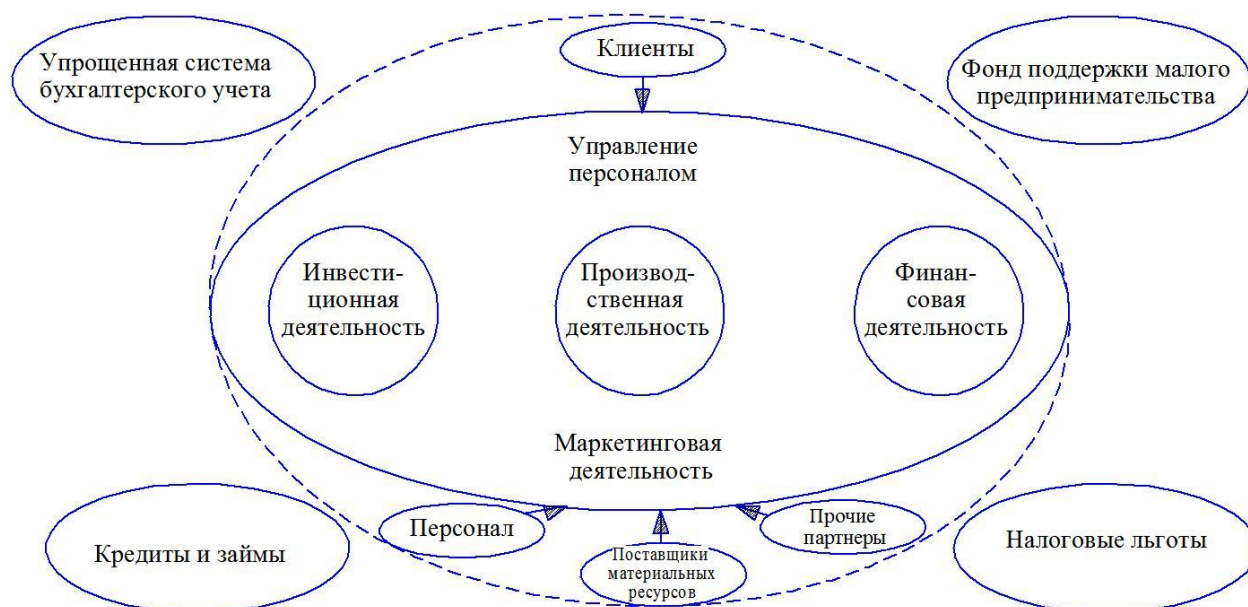 Клиенты
Упрощенная система
бухгалтерского учета
Фонд поддержки малого
предпринимательства
Управление
персоналом
Инвести-
ционная
деятельность
Производ-
ственная
деятельность
Финан-
совая
деятельность
Маркетинговая
деятельность
Персонал
Прочие
партнеры
Поставщики
материальных
ресурсов
Кредиты и займы
Налоговые льготы